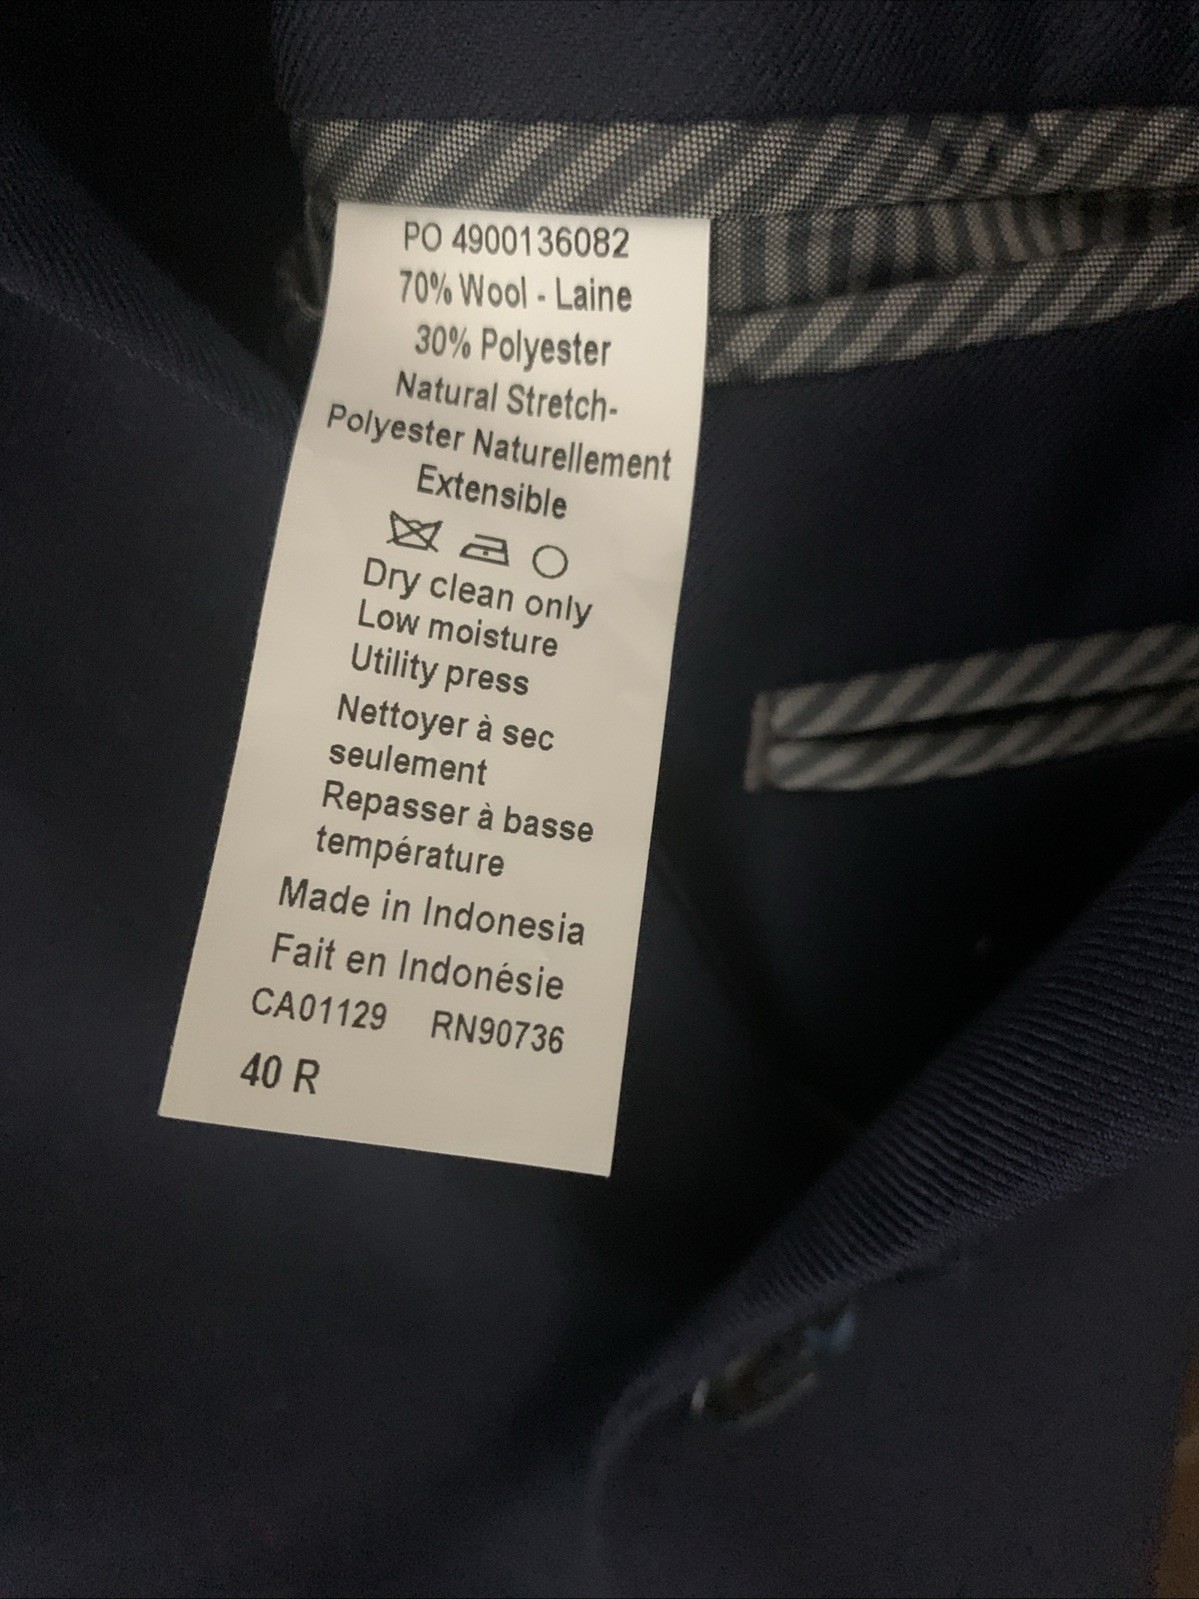 PO 4900136082
70% Wool - Laine
30% Polyester
Natural Stretch-
Polyester Naturellement
Extensible
Dry clean only
Low moisture
Utility press
Nettoyer à sec
seulement
Repasser à basse
température
Made in Indonesia
Fait en Indonésie
CA01129 RN90736
40 R